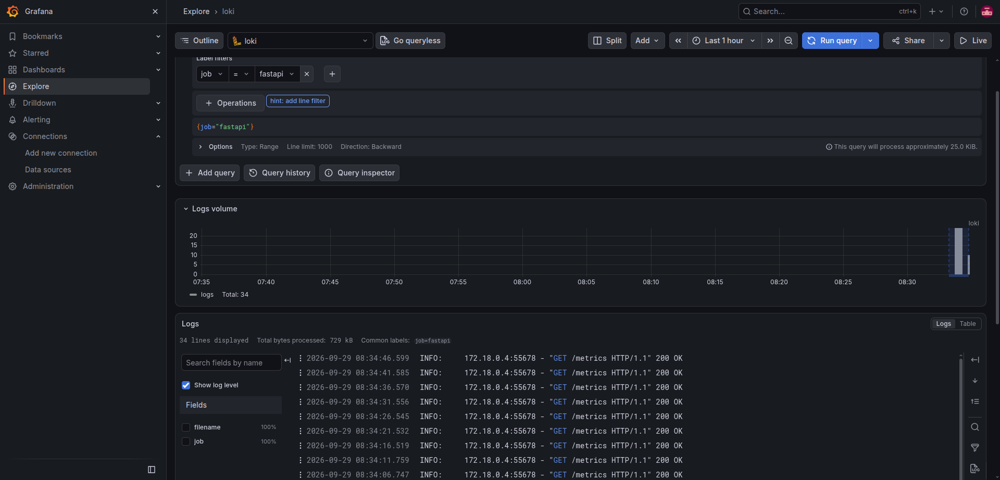 Grafana
Explore › loki
Search...
ctrl+k
Bookmarks
Starred
Dashboards
Explore
Drilldown
Alerting
Connections
Add new connection
Data sources
Administration
Outline
loki
Go queryless
Split
Add
Last 1 hour
Run query
Share
Live
Label filters
job
=
fastapi
Operations
hint: add line filter
{job="fastapi"}
Options Type: Range Line limit: 1000 Direction: Backward
This query will process approximately 25.0 KiB.
Add query
Query history
Query inspector
Logs volume
loki
20
15
10
5
0
07:35 07:40 07:45 07:50 07:55 08:00 08:05 08:10 08:15 08:20 08:25 08:30
logs Total: 34
Logs
Logs Table
34 lines displayed Total bytes processed: 729 kB Common labels: job=fastapi
Search fields by name
Show log level
Fields
filename 100%
job 100%
2026-09-29 08:34:46.599 INFO: 172.18.0.4:55678 - "GET /metrics HTTP/1.1" 200 OK
2026-09-29 08:34:41.585 INFO: 172.18.0.4:55678 - "GET /metrics HTTP/1.1" 200 OK
2026-09-29 08:34:36.570 INFO: 172.18.0.4:55678 - "GET /metrics HTTP/1.1" 200 OK
2026-09-29 08:34:31.556 INFO: 172.18.0.4:55678 - "GET /metrics HTTP/1.1" 200 OK
2026-09-29 08:34:26.545 INFO: 172.18.0.4:55678 - "GET /metrics HTTP/1.1" 200 OK
2026-09-29 08:34:21.532 INFO: 172.18.0.4:55678 - "GET /metrics HTTP/1.1" 200 OK
2026-09-29 08:34:16.519 INFO: 172.18.0.4:55678 - "GET /metrics HTTP/1.1" 200 OK
2026-09-29 08:34:11.759 INFO: 172.18.0.4:55678 - "GET /metrics HTTP/1.1" 200 OK
2026-09-29 08:34:06.747 INFO: 172.18.0.4:55678 - "GET /metrics HTTP/1.1" 200 OK
LOG